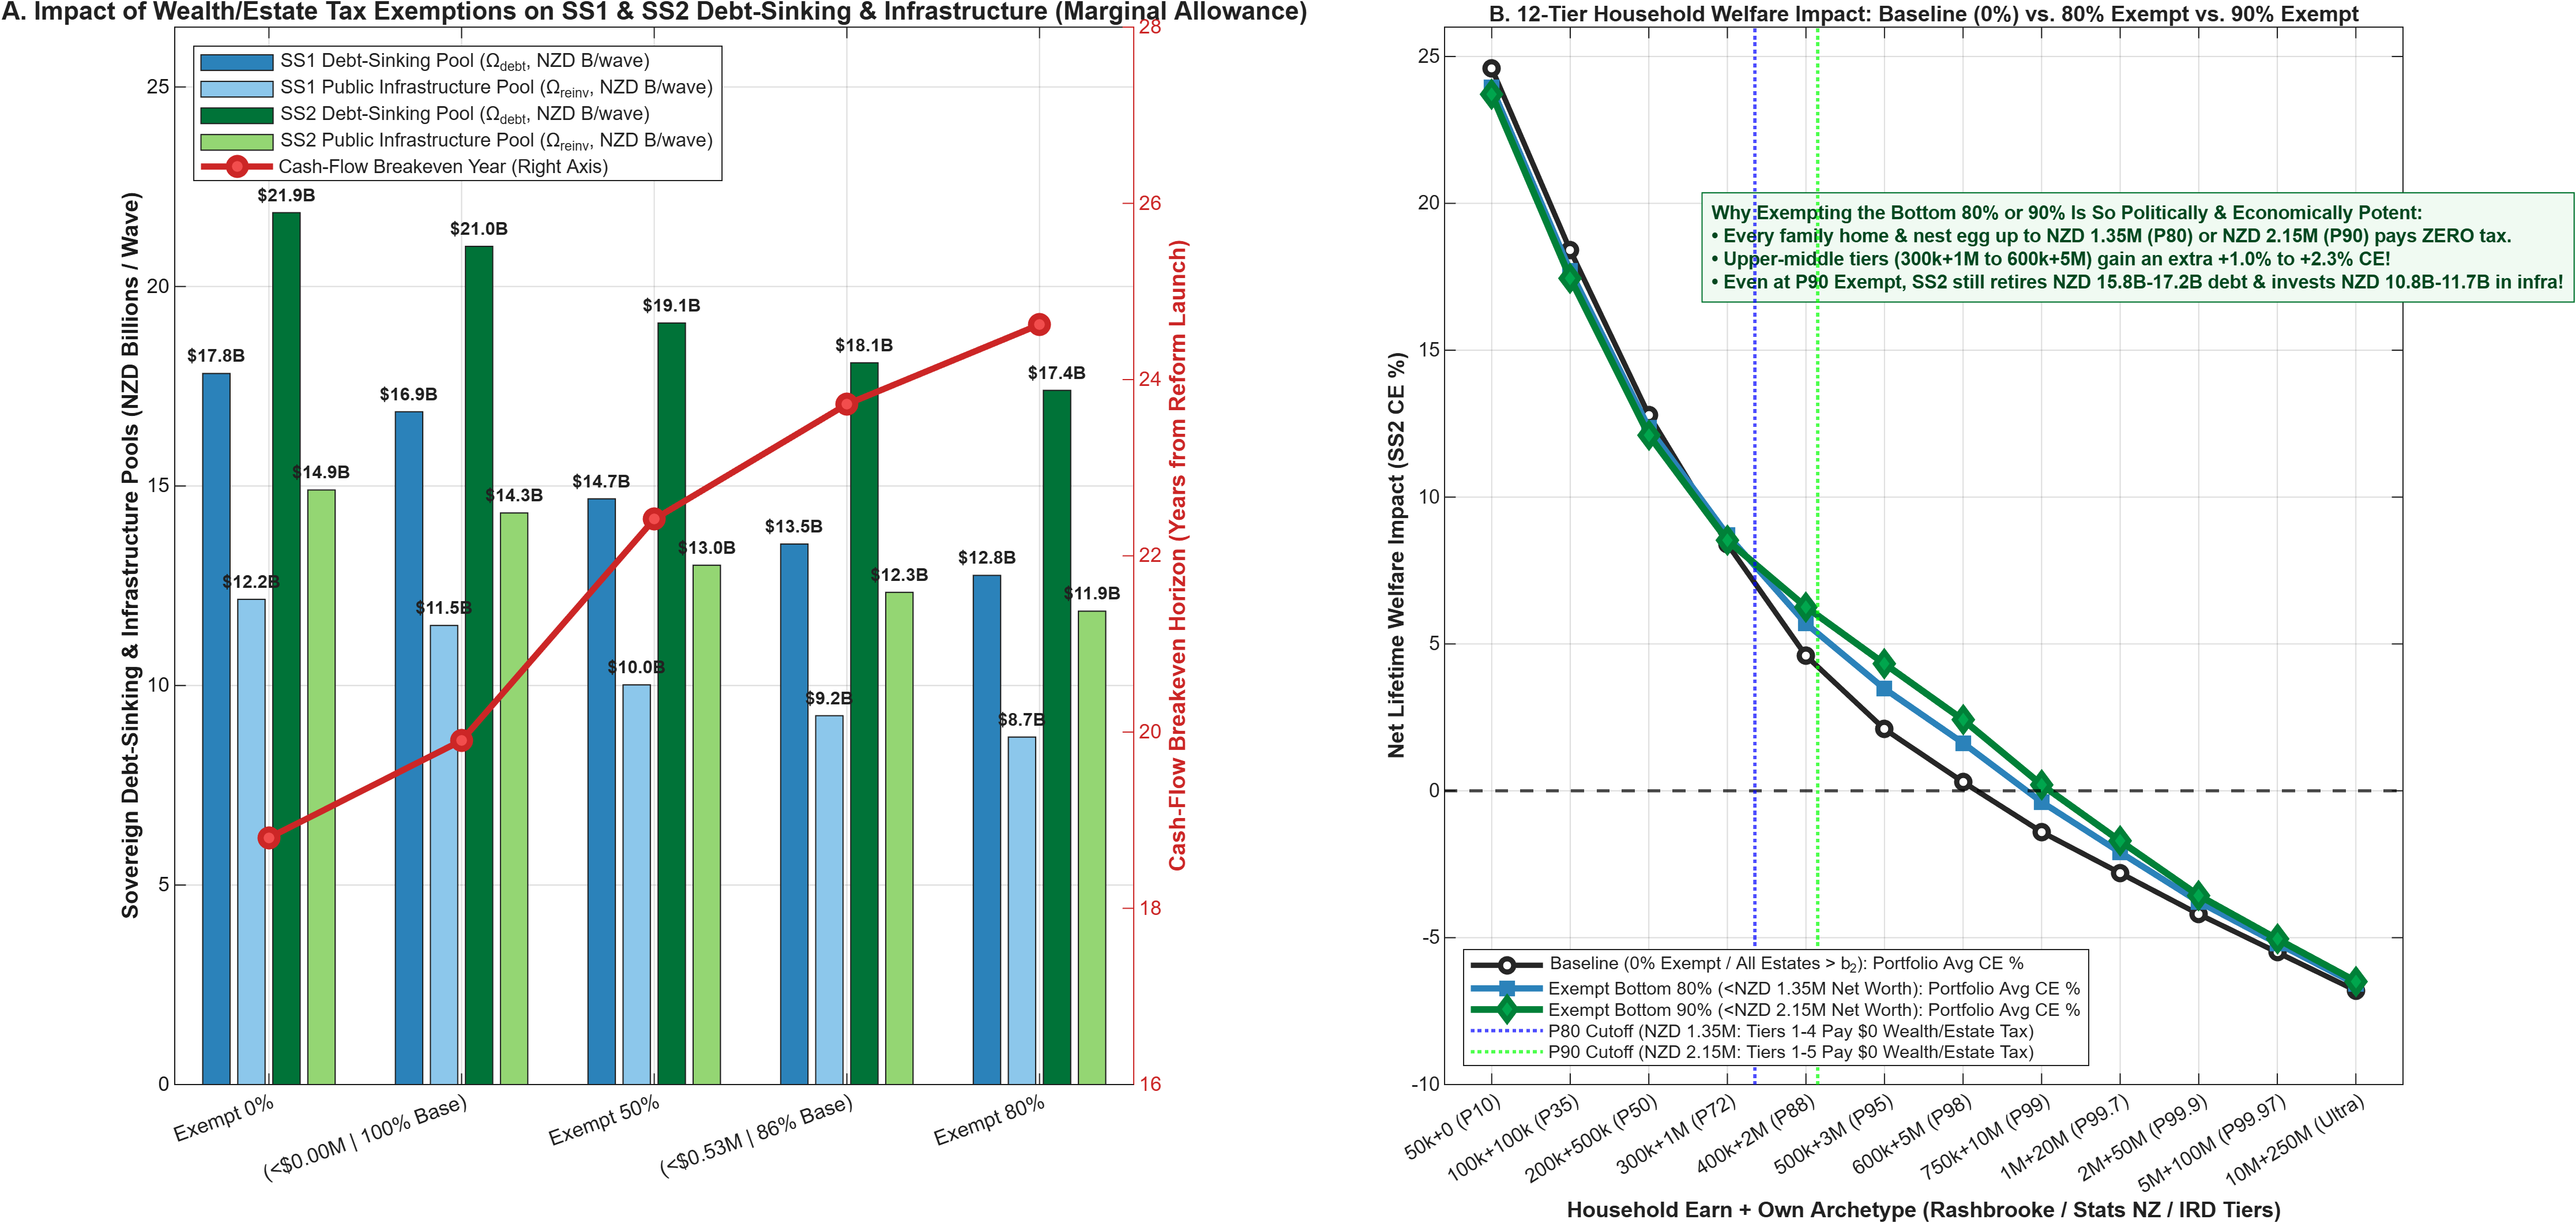 A. Impact of Wealth/Estate Tax Exemptions on SS1 & SS2 Debt-Sinking & Infrastructure (Marginal Allowance)
SS1 Debt-Sinking Pool (Ωdebt, NZD B/wave)
SS1 Public Infrastructure Pool (Ωreinv, NZD B/wave)
SS2 Debt-Sinking Pool (Ωdebt, NZD B/wave)
SS2 Public Infrastructure Pool (Ωreinv, NZD B/wave)
Cash-Flow Breakeven Year (Right Axis)
Sovereign Debt-Sinking & Infrastructure Pools (NZD Billions / Wave)
25
20
15
10
5
0
$17.8B
$12.2B
$21.9B
$14.9B
$16.9B
$11.5B
$21.0B
$14.3B
$14.7B
$10.0B
$19.1B
$13.0B
$13.5B
$9.2B
$18.1B
$12.3B
$12.8B
$8.7B
$17.4B
$11.9B
28
26
24
22
20
18
16
Cash-Flow Breakeven Horizon (Years from Reform Launch)
Exempt 0%
(<$0.00M | 100% Base)
Exempt 50%
(<$0.53M | 86% Base)
Exempt 80%
B. 12-Tier Household Welfare Impact: Baseline (0%) vs. 80% Exempt vs. 90% Exempt
Net Lifetime Welfare Impact (SS2 CE %)
25
20
15
10
5
0
-5
-10
Why Exempting the Bottom 80% or 90% Is So Politically & Economically Potent:
• Every family home & nest egg up to NZD 1.35M (P80) or NZD 2.15M (P90) pays ZERO tax.
• Upper-middle tiers (300k+1M to 600k+5M) gain an extra +1.0% to +2.3% CE!
• Even at P90 Exempt, SS2 still retires NZD 15.8B-17.2B debt & invests NZD 10.8B-11.7B in infra!
Baseline (0% Exempt / All Estates > b2): Portfolio Avg CE %
Exempt Bottom 80% (<NZD 1.35M Net Worth): Portfolio Avg CE %
Exempt Bottom 90% (<NZD 2.15M Net Worth): Portfolio Avg CE %
P80 Cutoff (NZD 1.35M: Tiers 1-4 Pay $0 Wealth/Estate Tax)
P90 Cutoff (NZD 2.15M: Tiers 1-5 Pay $0 Wealth/Estate Tax)
50k+0 (P10)
100k+100k (P35)
200k+500k (P50)
300k+1M (P72)
400k+2M (P88)
500k+3M (P95)
600k+5M (P98)
750k+10M (P99)
1M+20M (P99.7)
2M+50M (P99.9)
5M+100M (P99.97)
10M+250M (Ultra)
Household Earn + Own Archetype (Rashbrooke / Stats NZ / IRD Tiers)